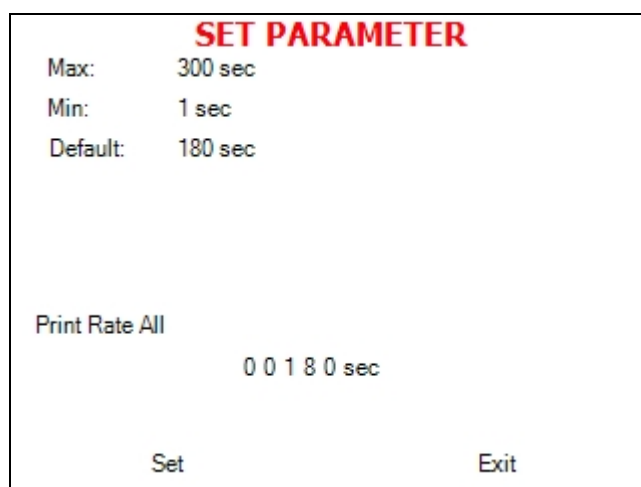 SET PARAMETER
Max: 300 sec
Min: 1 sec
Default: 180 sec
Print Rate All
0 0 1 8 0 sec
Set Exit